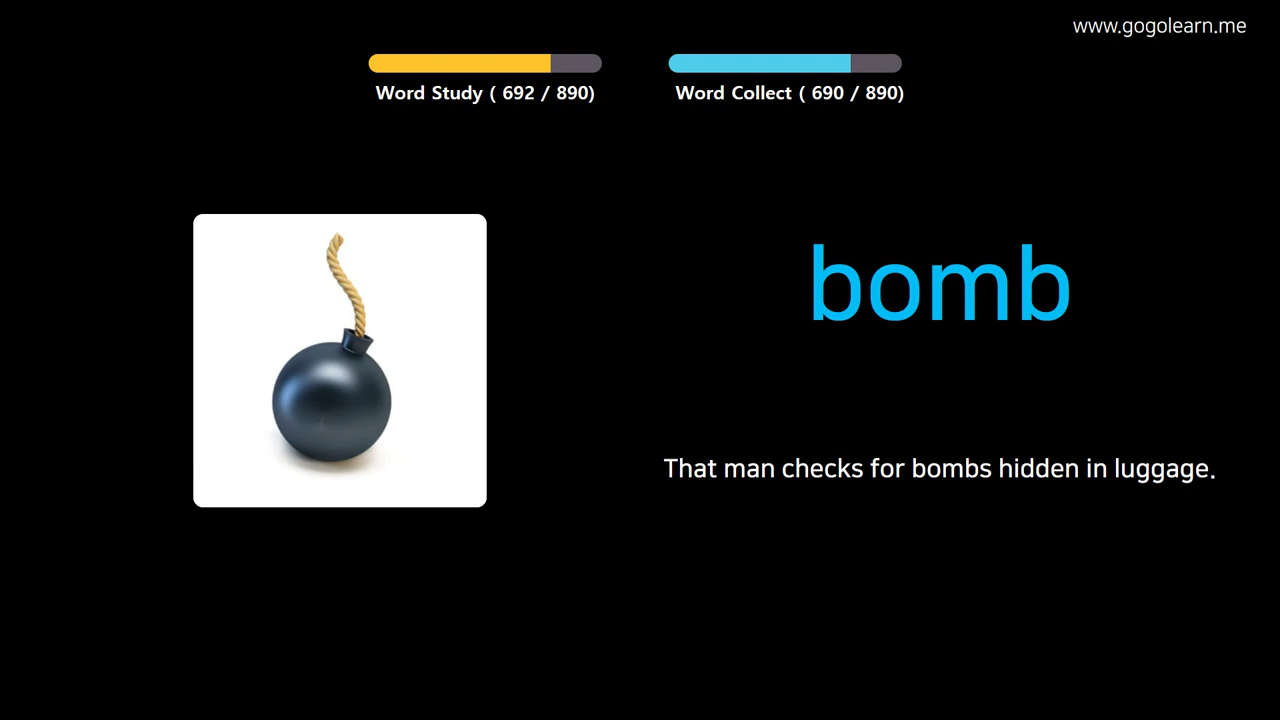 www.gogolearn.me
Word Study ( 692 / 890)
Word Collect ( 690 / 890)
bomb
That man checks for bombs hidden in luggage.